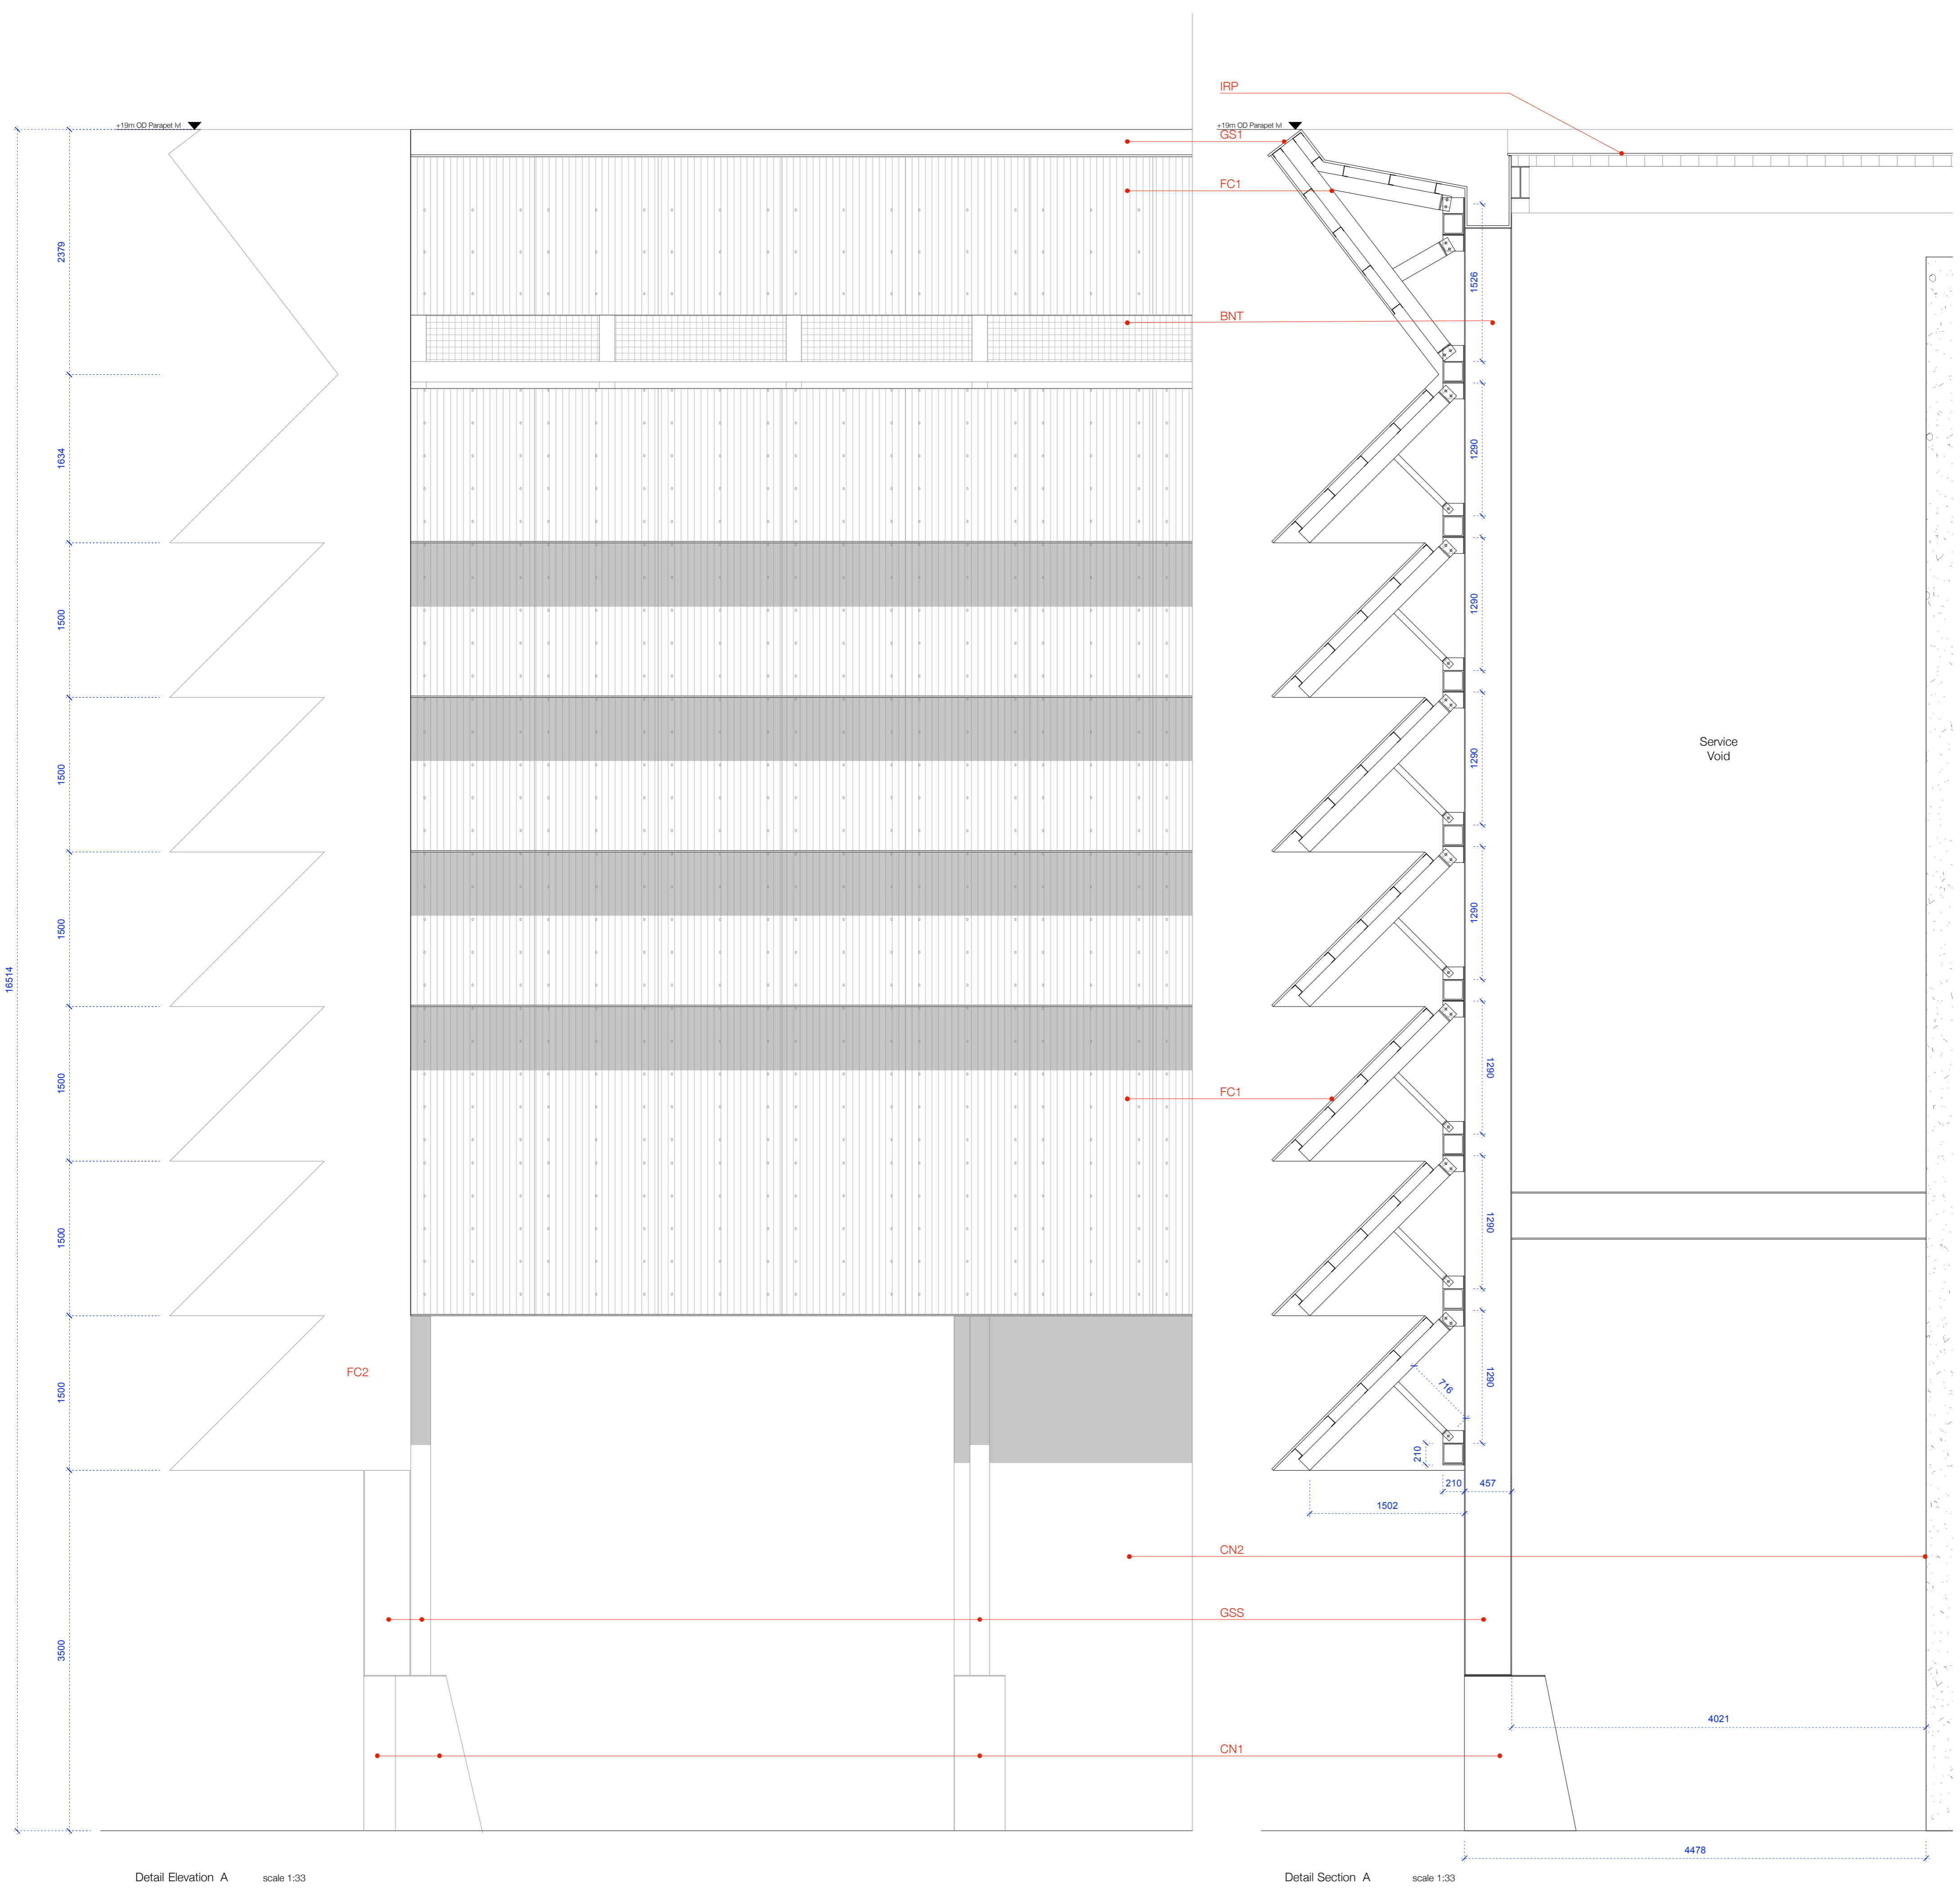 IRP
+19m OD Parapet lvl
+19m OD Parapet lvl
GS1
FC1
2379
1526
BNT
1634
1290
1500
1290
Service
Void
1500
1290
1500
1290
16514
1500
1290
FC1
1500
1290
FC2
1500
1290
716
210
210
457
1502
CN2
GSS
3500
4021
CN1
4478
Detail Elevation A
scale 1:33
Detail Section A
scale 1:33